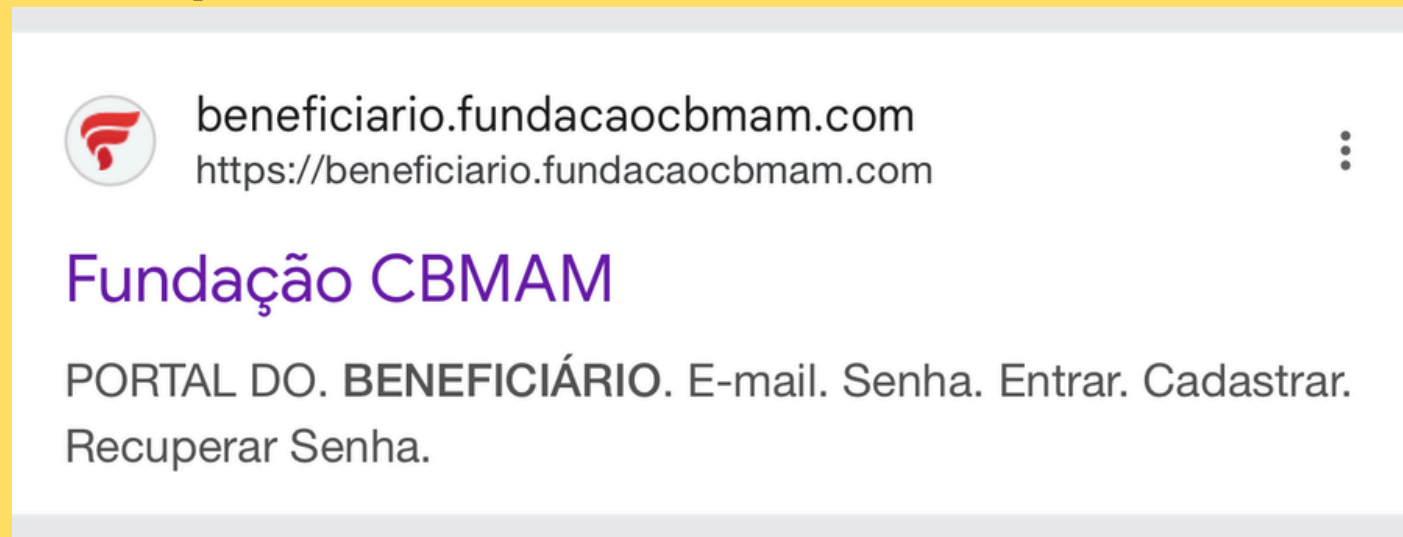 beneficiario.fundacaocbmam.com
https://beneficiario.fundacaocbmam.com
Fundação CBMAM
PORTAL DO. BENEFICIÁRIO. E-mail. Senha. Entrar. Cadastrar.
Recuperar Senha.